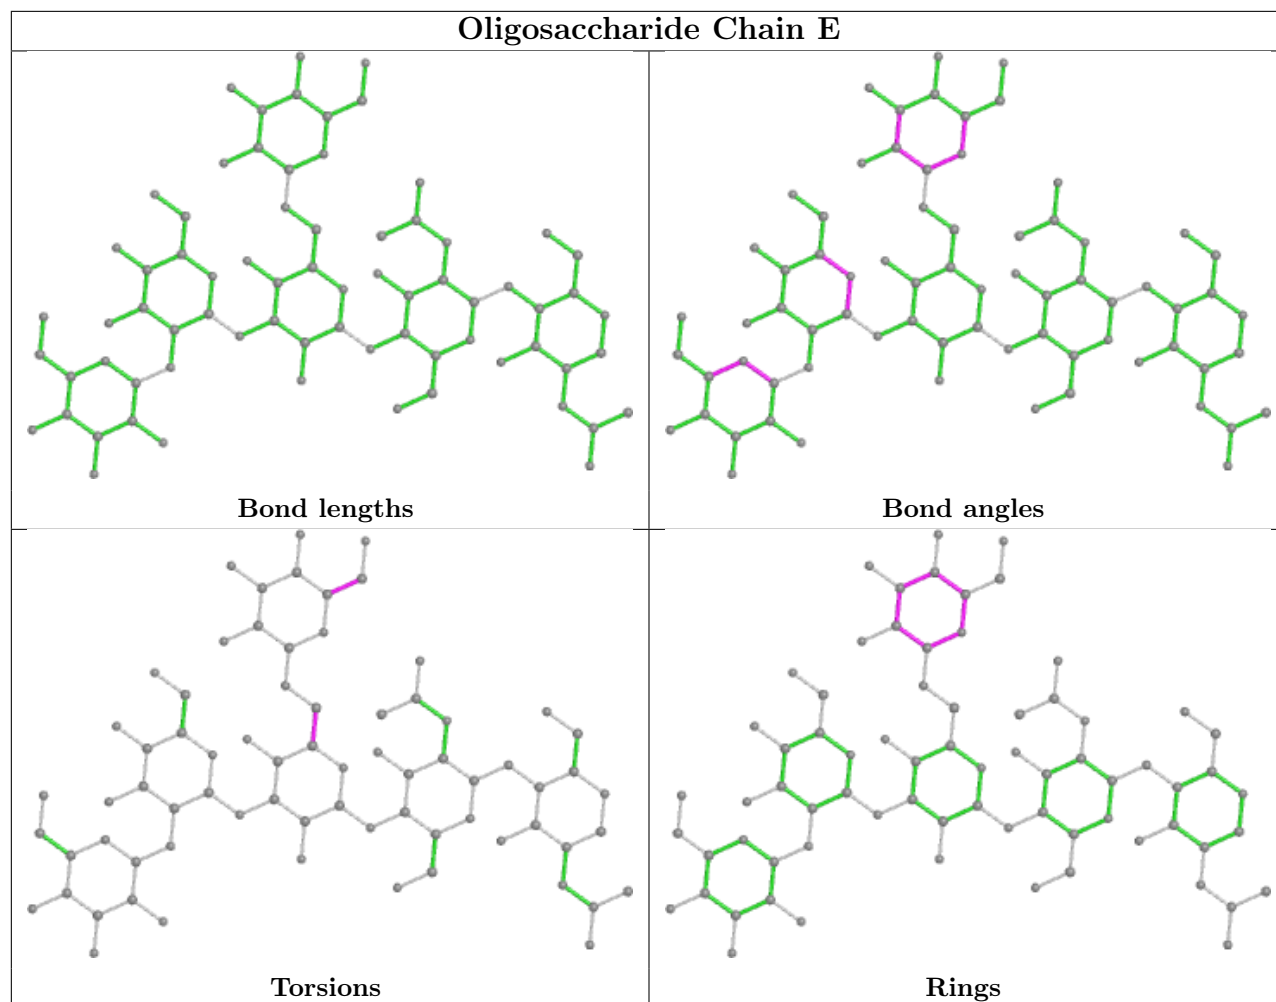 Oligosaccharide Chain E
Bond lengths
Bond angles
Torsions
Rings